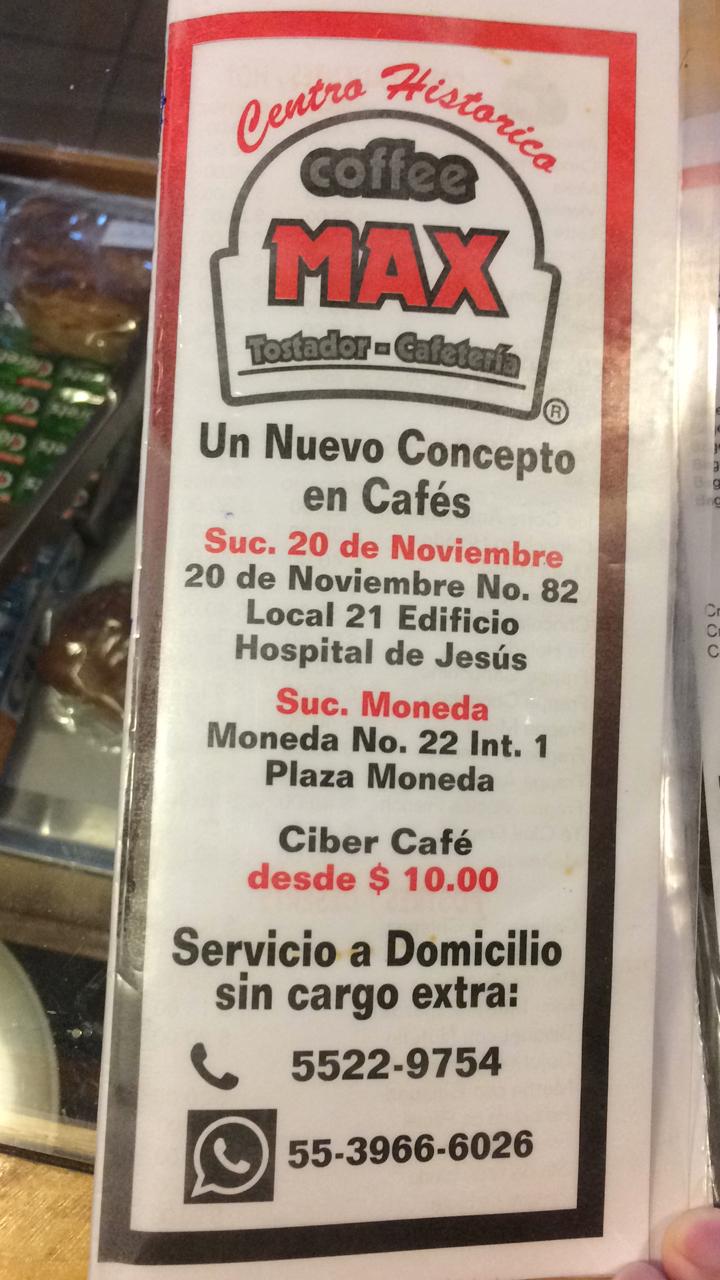 Centro Historico
coffee
MAX
Tostador - Cafetería
®
Un Nuevo Concepto
en Cafés
Suc. 20 de Noviembre
20 de Noviembre No. 82
Local 21 Edificio
Hospital de Jesús
Suc. Moneda
Moneda No. 22 Int. 1
Plaza Moneda
Ciber Café
desde $ 10.00
Servicio a Domicilio
sin cargo extra:
5522-9754
55-3966-6026